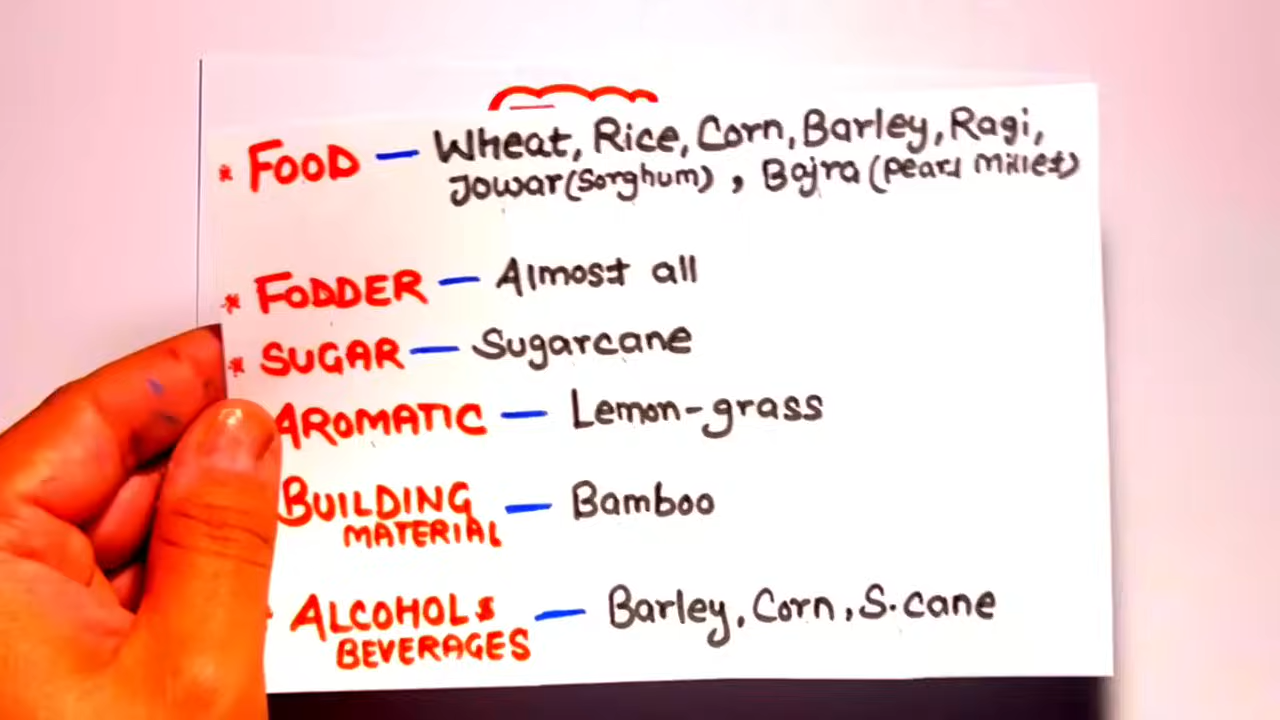 * FOOD — Wheat, Rice, Corn, Barley, Ragi,
Jowar (Sorghum), Bajra (pearl Millet)
* FODDER — Almost all
* SUGAR — Sugarcane
AROMATIC — Lemon-grass
BUILDING MATERIAL — Bamboo
ALCOHOL & BEVERAGES — Barley, Corn, S.cane